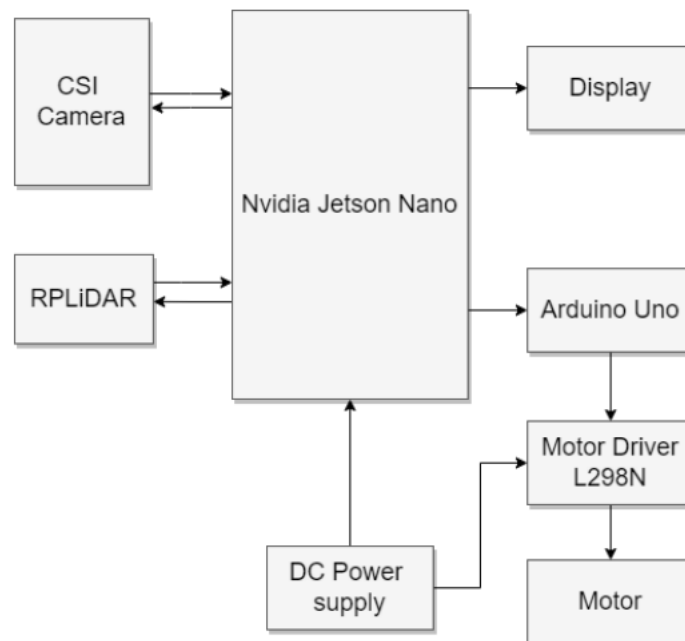 CSI
Camera
Nvidia Jetson Nano
Display
RPLiDAR
Arduino Uno
Motor Driver
L298N
DC Power
supply
Motor